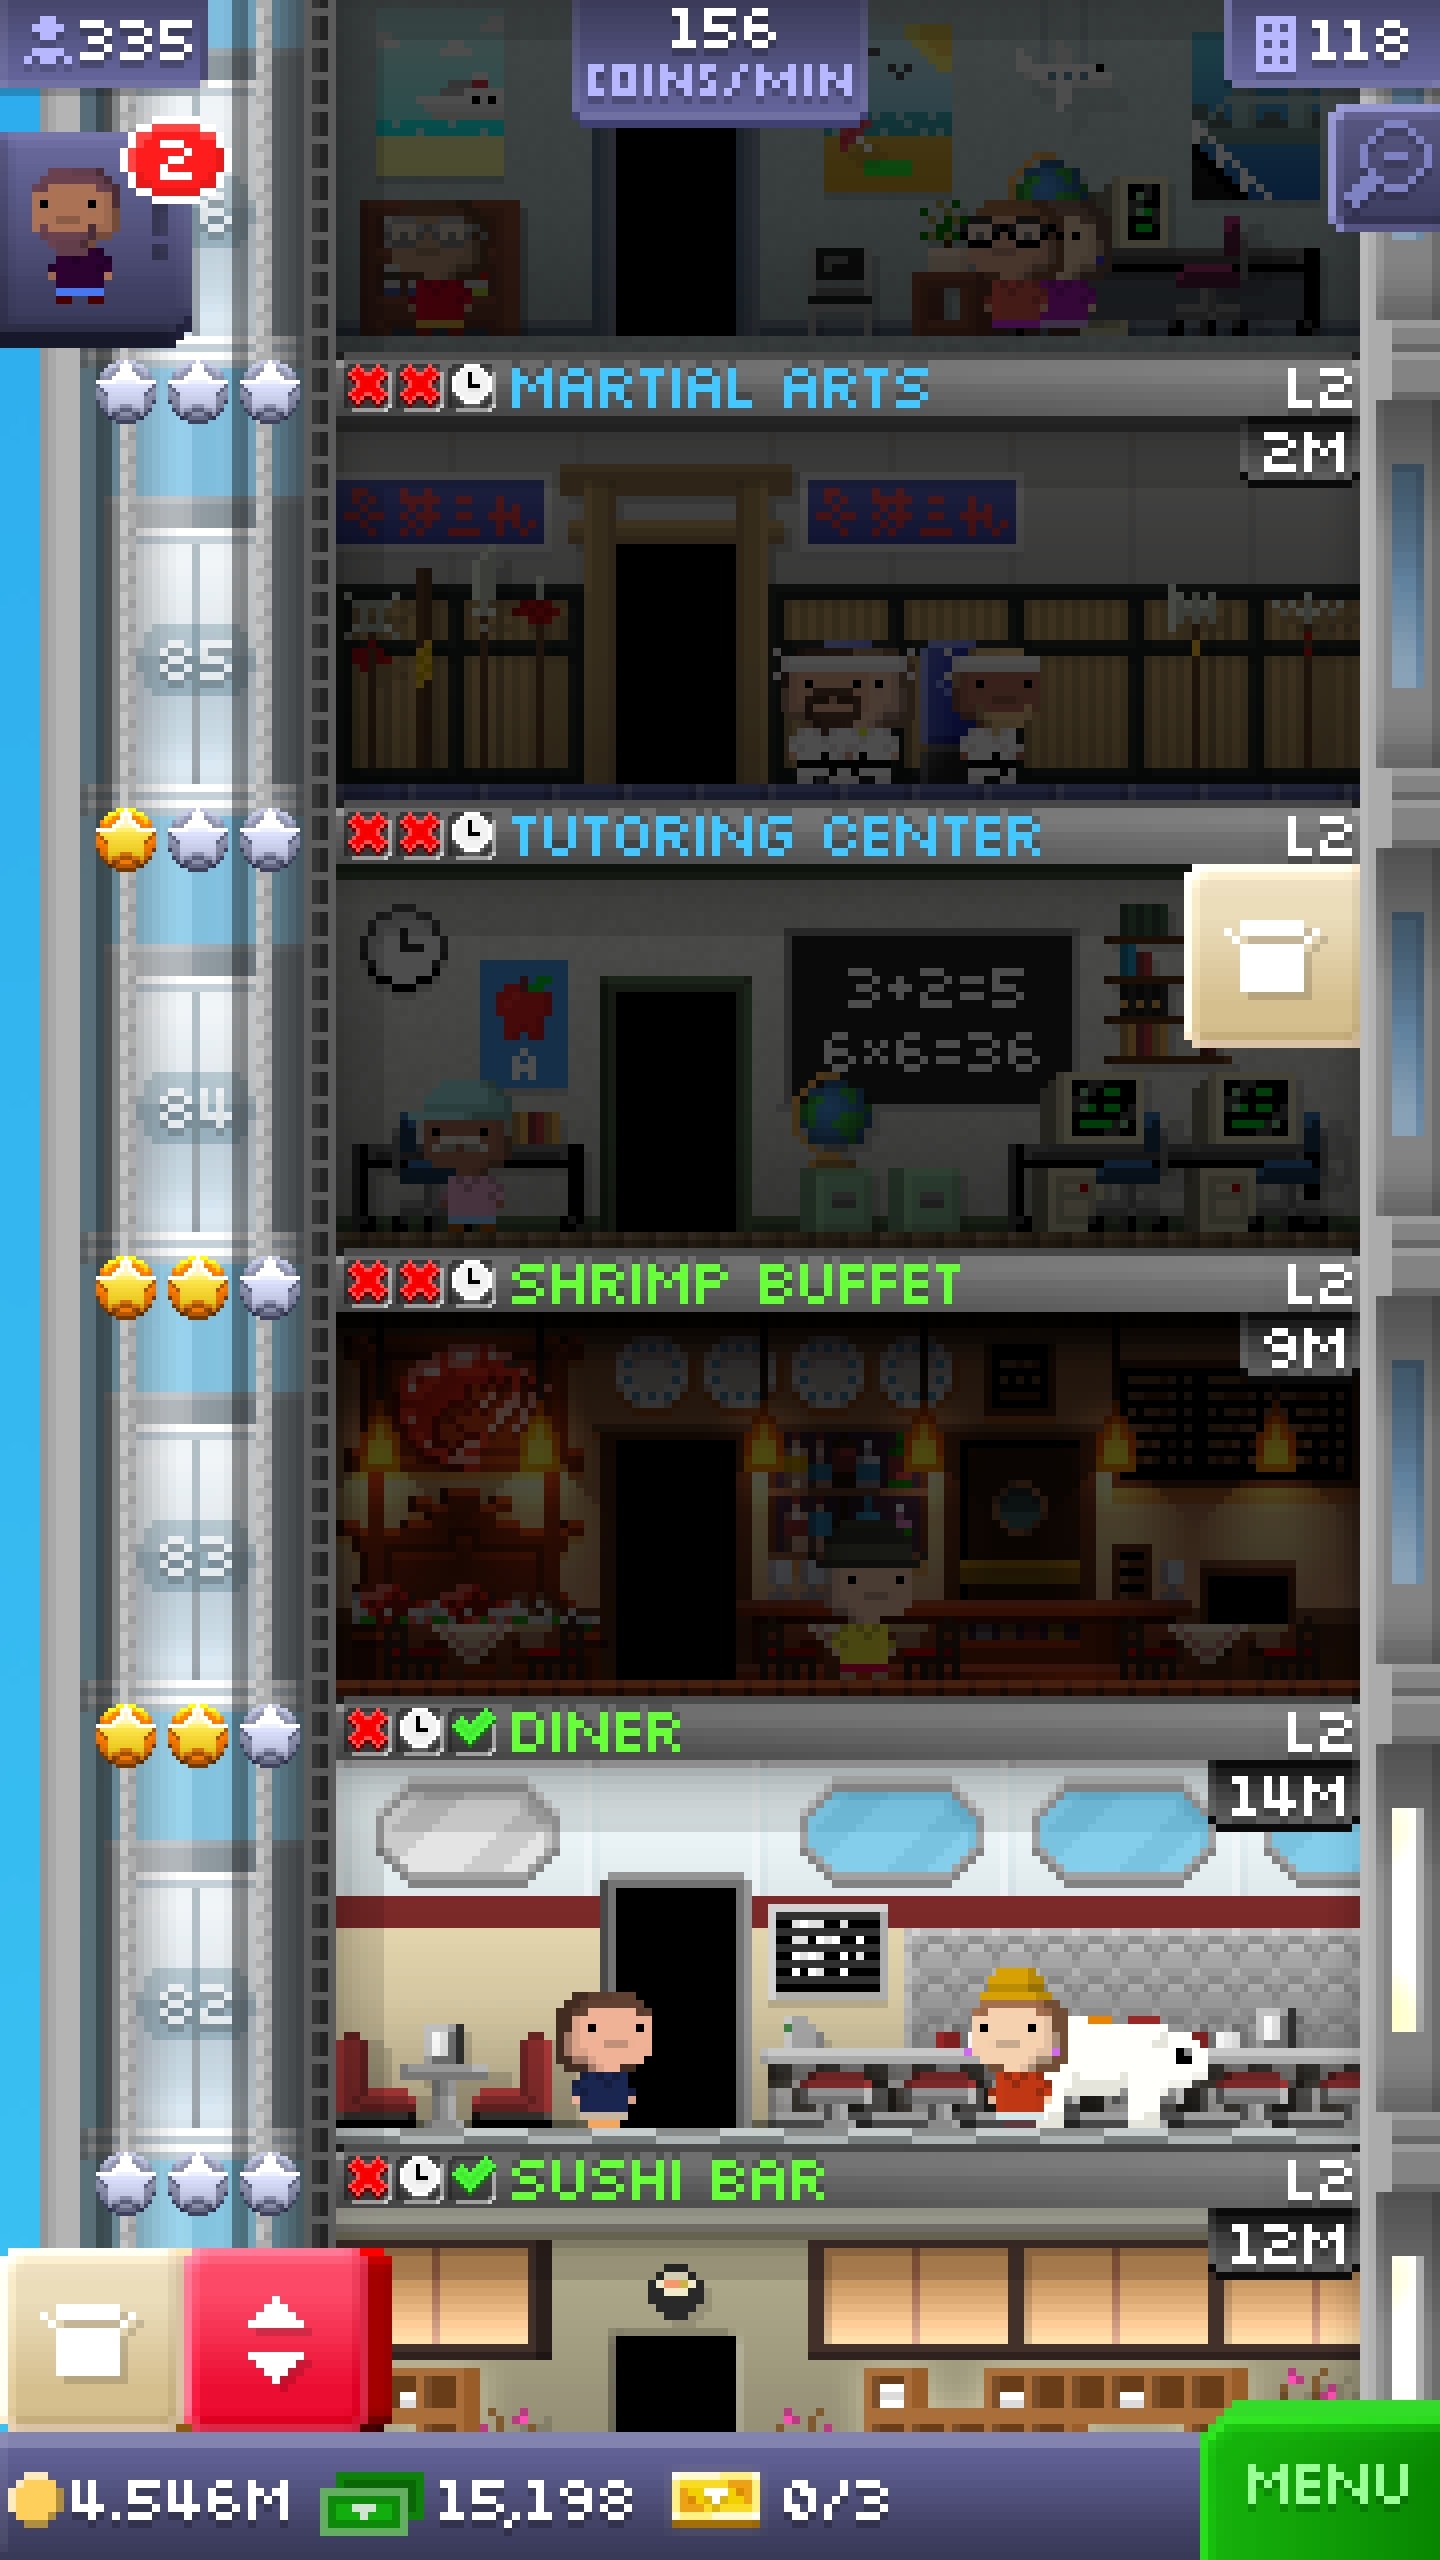 335
156
COINS/MIN
118
2
MARTIAL ARTS
L2
2M
85
TUTORING CENTER
L2
3+2=5
6×6=36
A
84
SHRIMP BUFFET
L2
9M
83
DINER
L2
14M
82
SUSHI BAR
L2
12M
4.546M
15,198
0/3
MENU